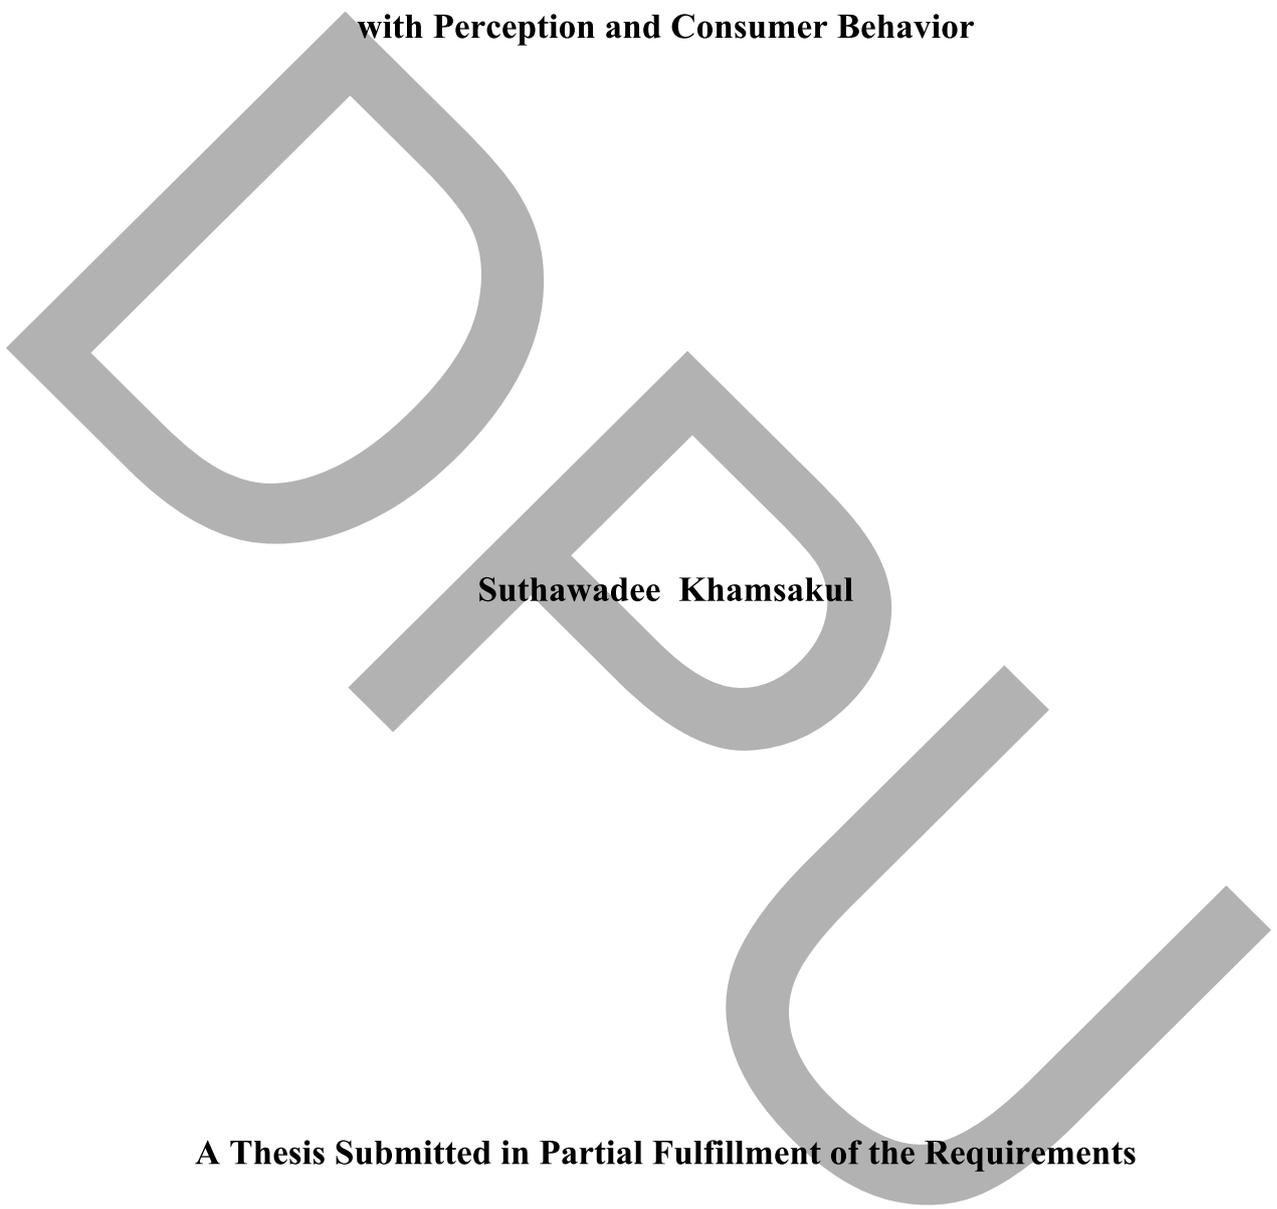 with Perception and Consumer Behavior
DPU
Suthawadee Khamsakul
A Thesis Submitted in Partial Fulfillment of the Requirements